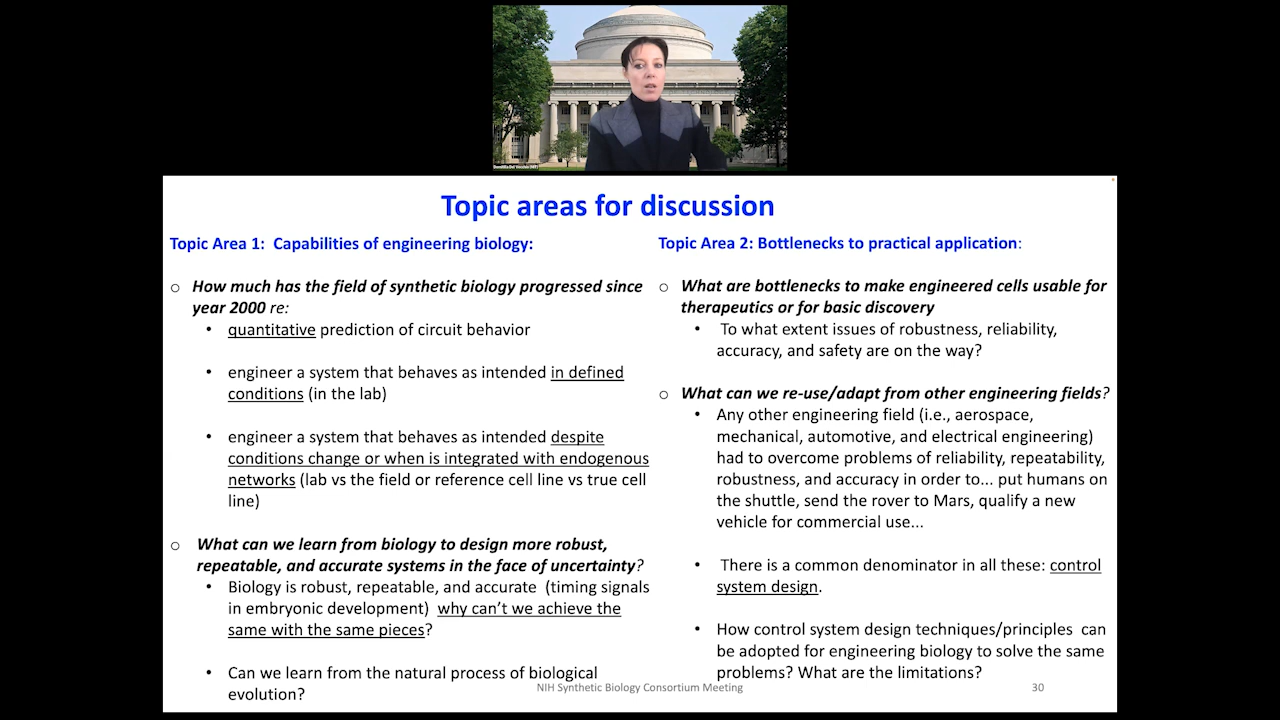 Domitilla Del Vecchio (MIT)
Topic areas for discussion
Topic Area 1:  Capabilities of engineering biology:
o How much has the field of synthetic biology progressed since
year 2000 re:
• quantitative prediction of circuit behavior
• engineer a system that behaves as intended in defined
conditions (in the lab)
• engineer a system that behaves as intended despite
conditions change or when is integrated with endogenous
networks (lab vs the field or reference cell line vs true cell
line)
o What can we learn from biology to design more robust,
repeatable, and accurate systems in the face of uncertainty?
• Biology is robust, repeatable, and accurate  (timing signals
in embryonic development)  why can't we achieve the
same with the same pieces?
• Can we learn from the natural process of biological
evolution?
Topic Area 2: Bottlenecks to practical application:
o What are bottlenecks to make engineered cells usable for
therapeutics or for basic discovery
• To what extent issues of robustness, reliability,
accuracy, and safety are on the way?
o What can we re-use/adapt from other engineering fields?
• Any other engineering field (i.e., aerospace,
mechanical, automotive, and electrical engineering)
had to overcome problems of reliability, repeatability,
robustness, and accuracy in order to... put humans on
the shuttle, send the rover to Mars, qualify a new
vehicle for commercial use...
• There is a common denominator in all these: control
system design.
• How control system design techniques/principles  can
be adopted for engineering biology to solve the same
problems? What are the limitations?
NIH Synthetic Biology Consortium Meeting
30